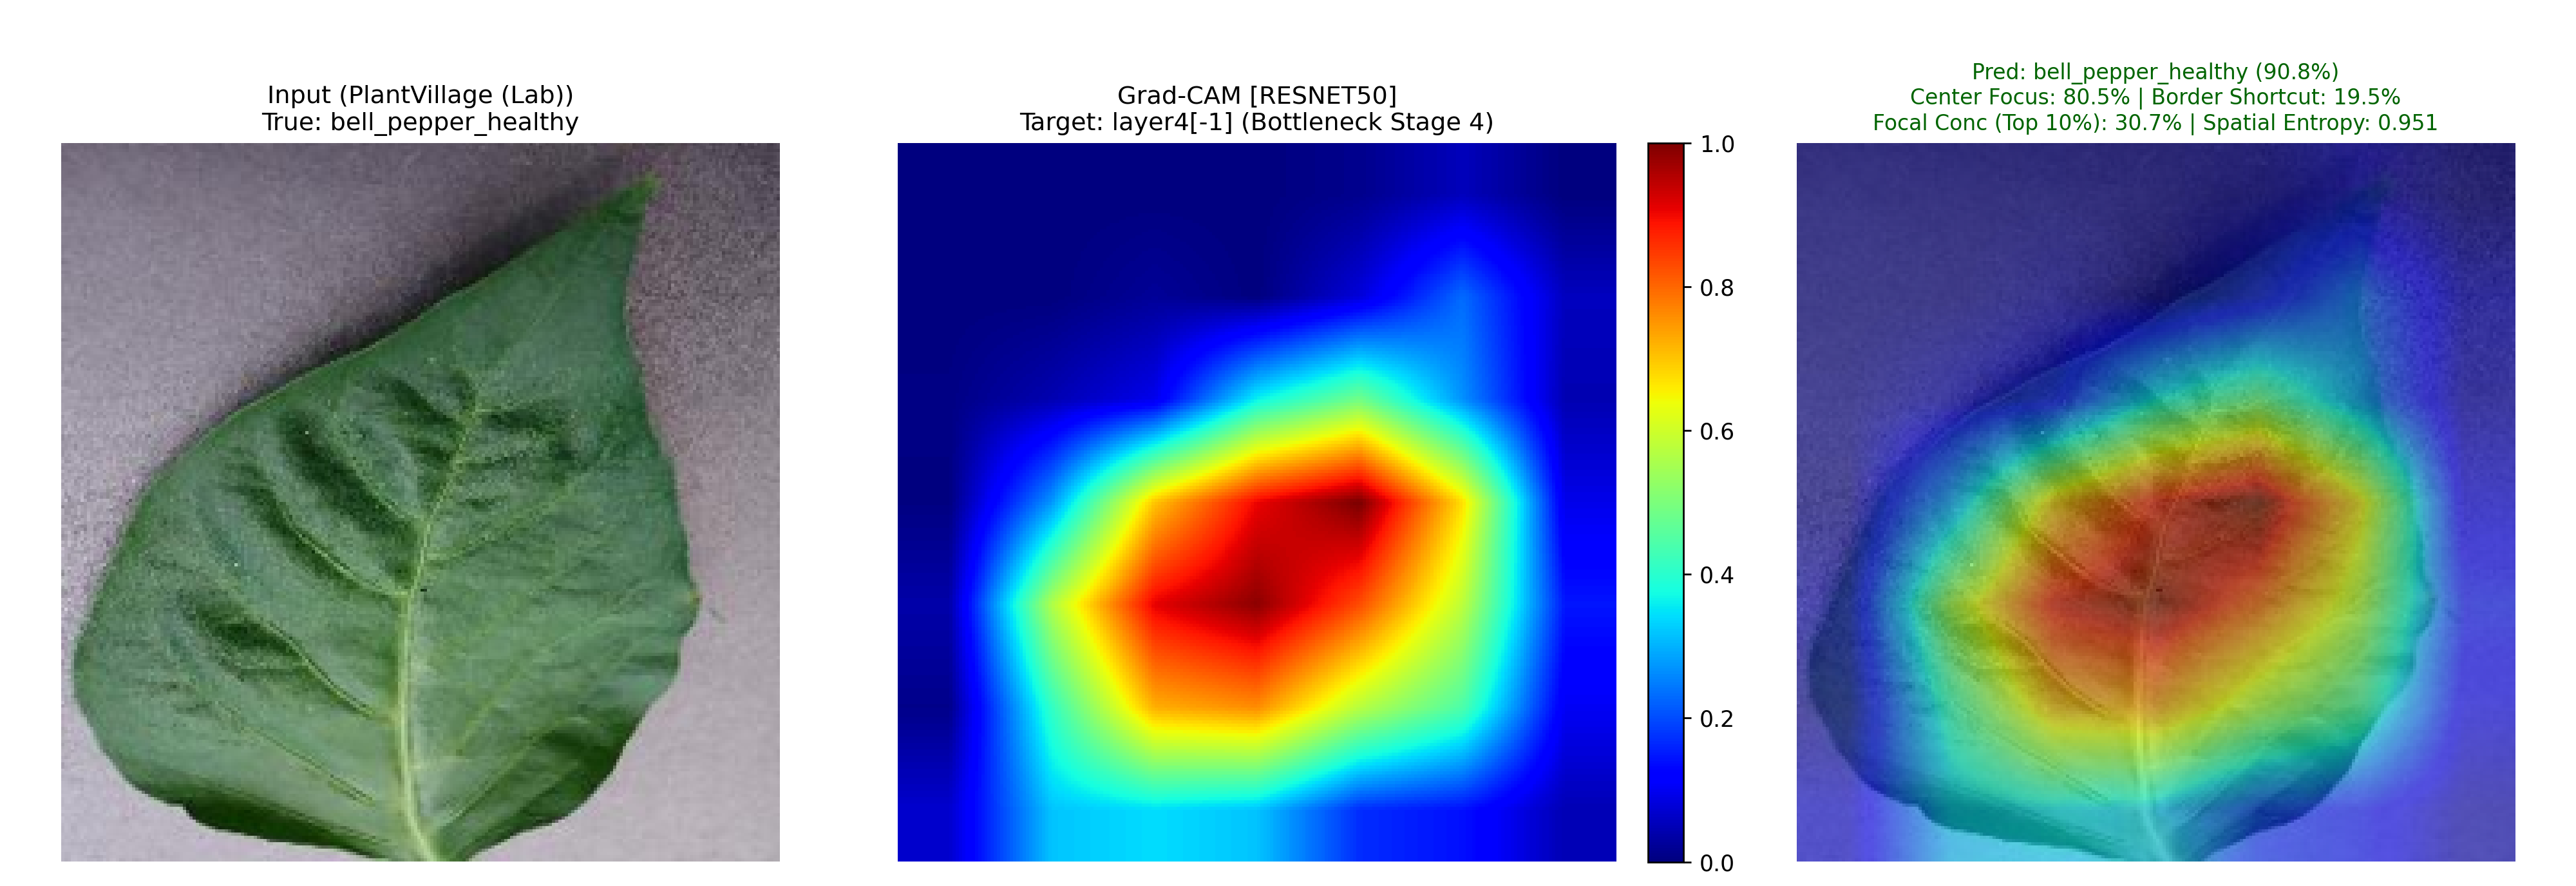 Input (PlantVillage (Lab))
True: bell_pepper_healthy
Grad-CAM [RESNET50]
Target: layer4[-1] (Bottleneck Stage 4)
1.0
0.8
0.6
0.4
0.2
0.0
Pred: bell_pepper_healthy (90.8%)
Center Focus: 80.5% | Border Shortcut: 19.5%
Focal Conc (Top 10%): 30.7% | Spatial Entropy: 0.951